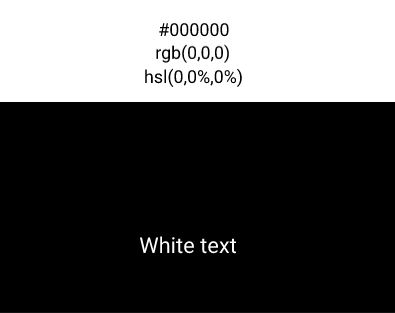 #000000
rgb(0,0,0)
hsl(0,0%,0%)
White text